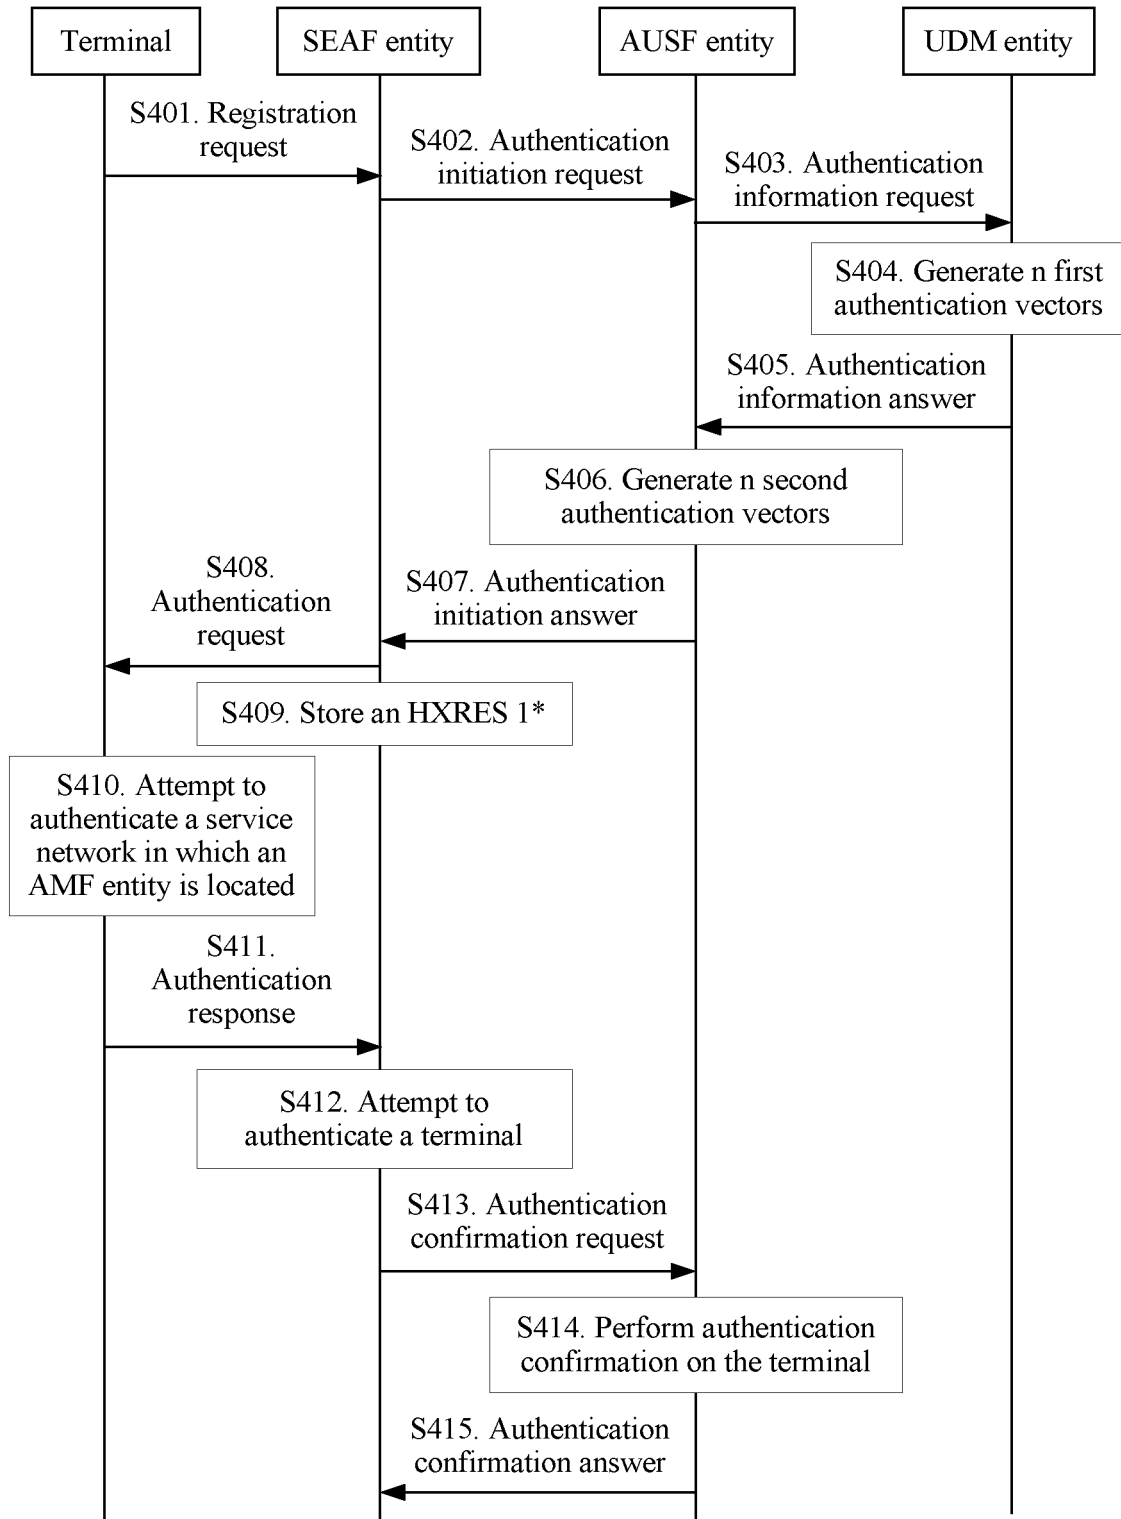 Terminal
SEAF entity
AUSF entity
UDM entity
S401. Registration
request
S402. Authentication
initiation request
S403. Authentication
information request
S404. Generate n first
authentication vectors
S405. Authentication
information answer
S406. Generate n second
authentication vectors
S407. Authentication
initiation answer
S408.
Authentication
request
S409. Store an HXRES 1*
S410. Attempt to
authenticate a service
network in which an
AMF entity is located
S411.
Authentication
response
S412. Attempt to
authenticate a terminal
S413. Authentication
confirmation request
S414. Perform authentication
confirmation on the terminal
S415. Authentication
confirmation answer